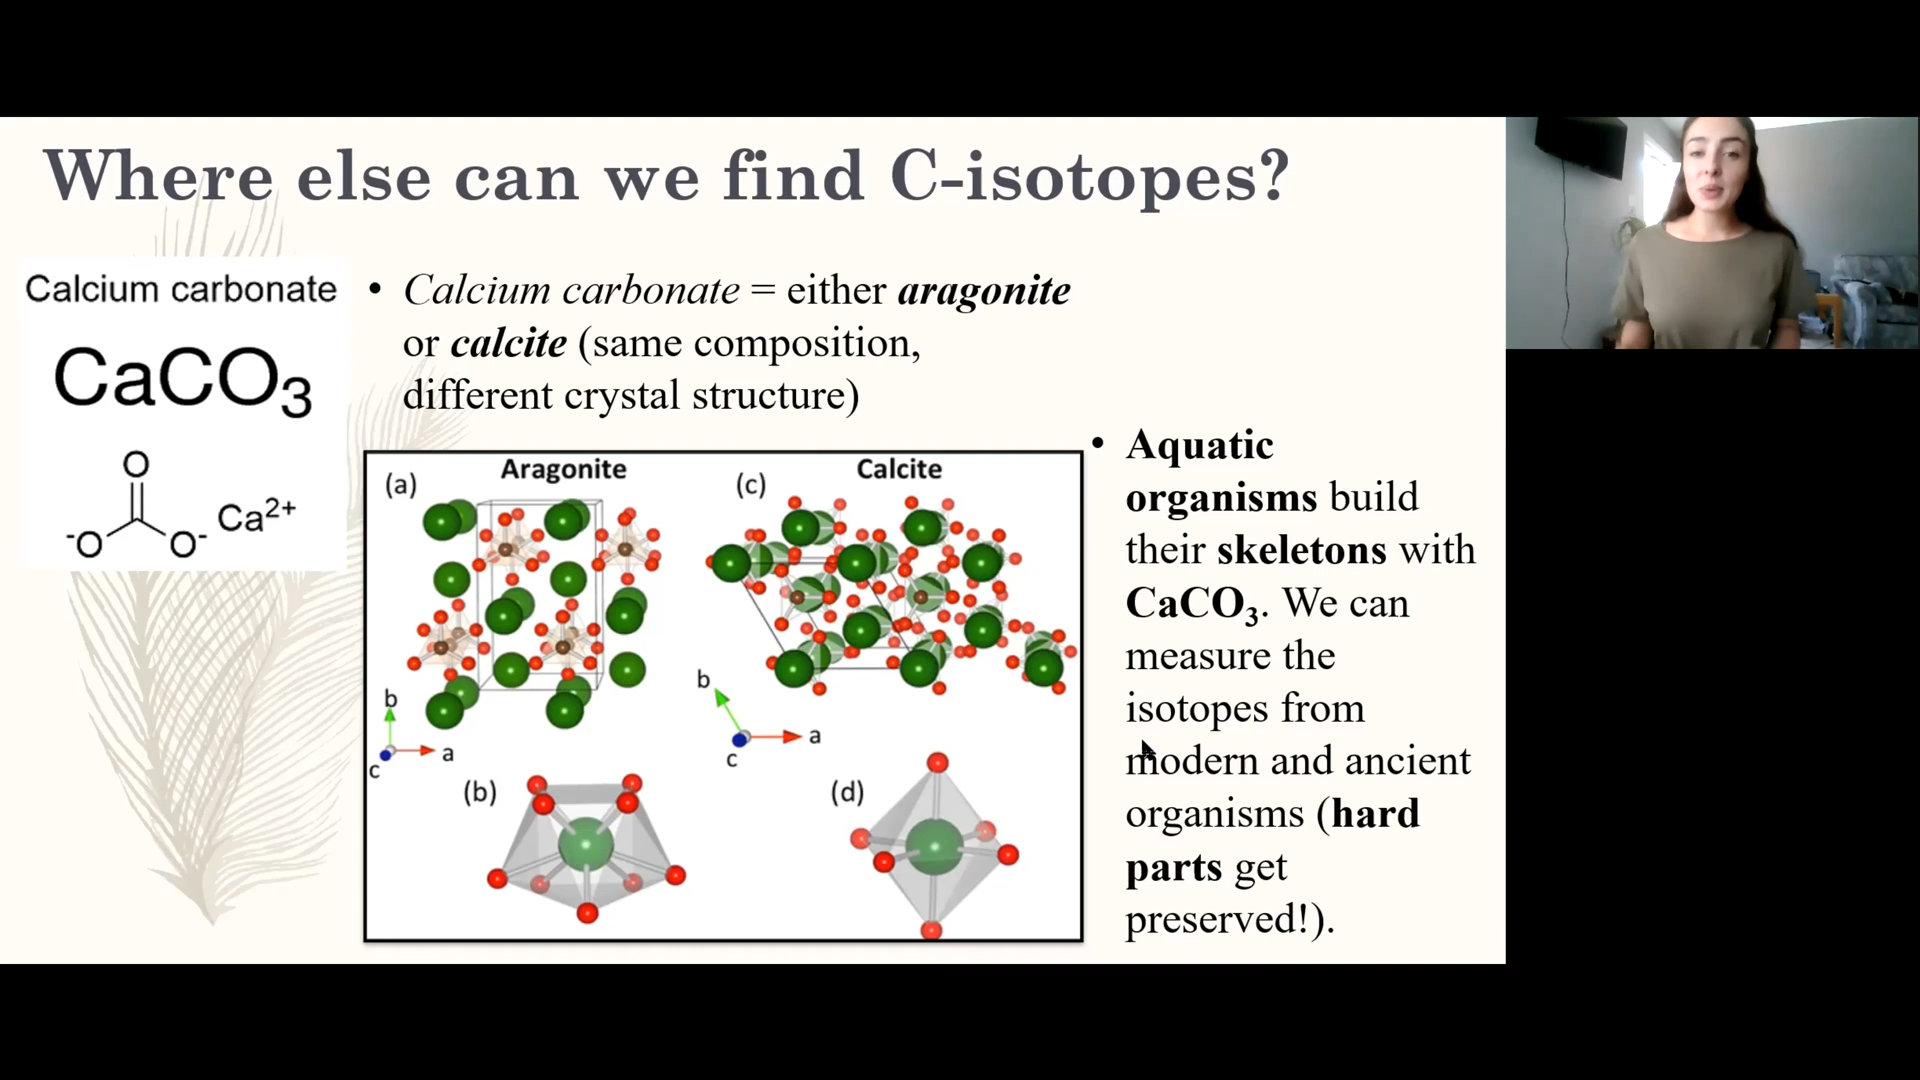 Where else can we find C-isotopes?
Calcium carbonate
CaCO₃
O
⁻O
O⁻
Ca²⁺
• Calcium carbonate = either aragonite
or calcite (same composition,
different crystal structure)
Aragonite
Calcite
(a)
(c)
b
a
c
b
a
c
(b)
(d)
• Aquatic
organisms build
their skeletons with
CaCO₃. We can
measure the
isotopes from
modern and ancient
organisms (hard
parts get
preserved!).